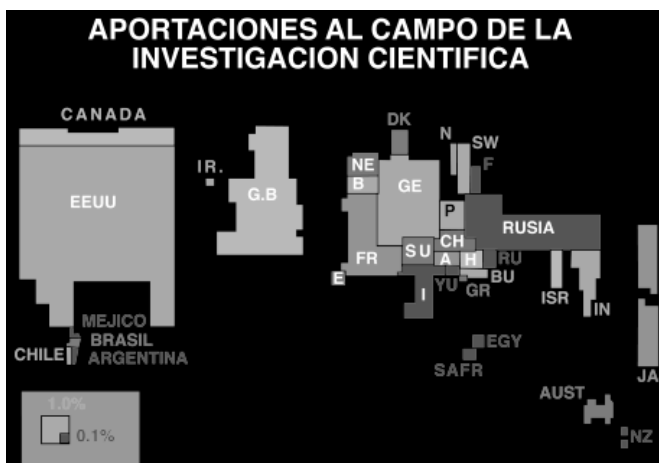 APORTACIONES AL CAMPO DE LA
INVESTIGACION CIENTIFICA
CANADA
EEUU
IR.
G.B
DK
NE
B
GE
FR
E
N
SW
F
P
RUSIA
SU
CH
A
H
RU
BU
YU
GR
I
ISR
IN
MEJICO
BRASIL
CHILE
ARGENTINA
EGY
SAFR
JA
AUST
NZ
1.0%
0.1%